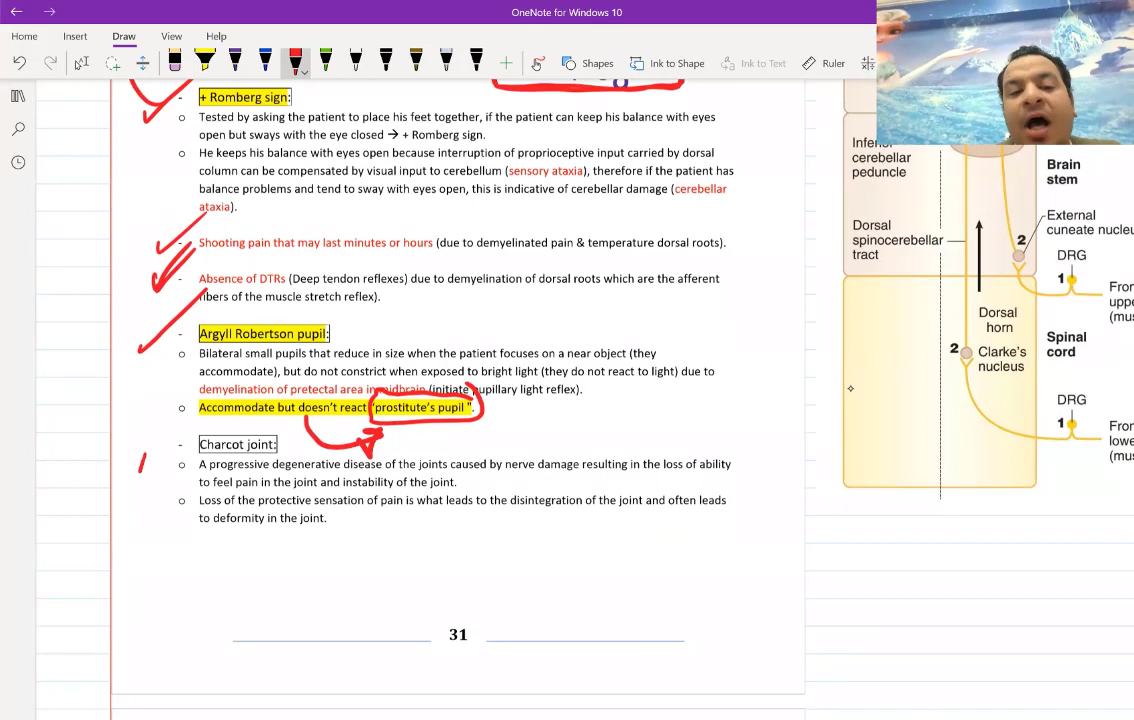 OneNote for Windows 10
Home Insert Draw View Help
Shapes Ink to Shape Ink to Text Ruler
+ Romberg sign:
o Tested by asking the patient to place his feet together, if the patient can keep his balance with eyes
open but sways with the eye closed → + Romberg sign.
o He keeps his balance with eyes open because interruption of proprioceptive input carried by dorsal
column can be compensated by visual input to cerebellum (sensory ataxia), therefore if the patient has
balance problems and tend to sway with eyes open, this is indicative of cerebellar damage (cerebellar
ataxia).
Shooting pain that may last minutes or hours (due to demyelinated pain & temperature dorsal roots).
Absence of DTRs (Deep tendon reflexes) due to demyelination of dorsal roots which are the afferent
fibers of the muscle stretch reflex).
- Argyll Robertson pupil:
o Bilateral small pupils that reduce in size when the patient focuses on a near object (they
accommodate), but do not constrict when exposed to bright light (they do not react to light) due to
demyelination of pretectal area in midbrain (initiate pupillary light reflex).
o Accommodate but doesn't react "prostitute's pupil ".
- Charcot joint:
o A progressive degenerative disease of the joints caused by nerve damage resulting in the loss of ability
to feel pain in the joint and instability of the joint.
o Loss of the protective sensation of pain is what leads to the disintegration of the joint and often leads
to deformity in the joint.
31
cerebellar
peduncle
Brain
stem
External
Dorsal
spinocerebellar
tract
2
cuneate
DRG
1
Dorsal
horn
Spinal
cord
2
Clarke's
nucleus
DRG
1